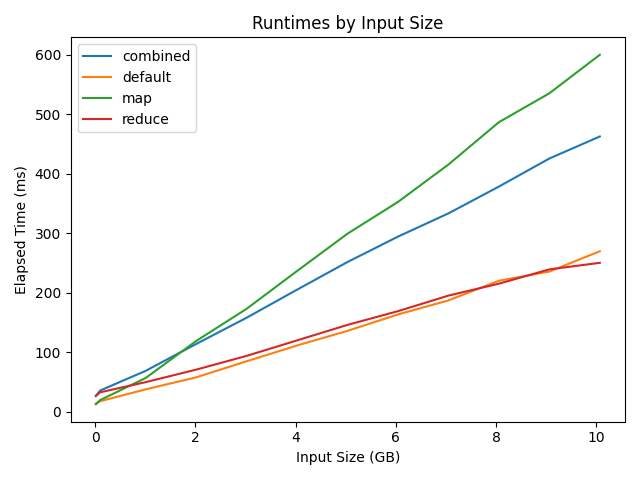 Runtimes by Input Size
combined
default
map
reduce
Elapsed Time (ms)
600
500
400
300
200
100
0
0 2 4 6 8 10
Input Size (GB)